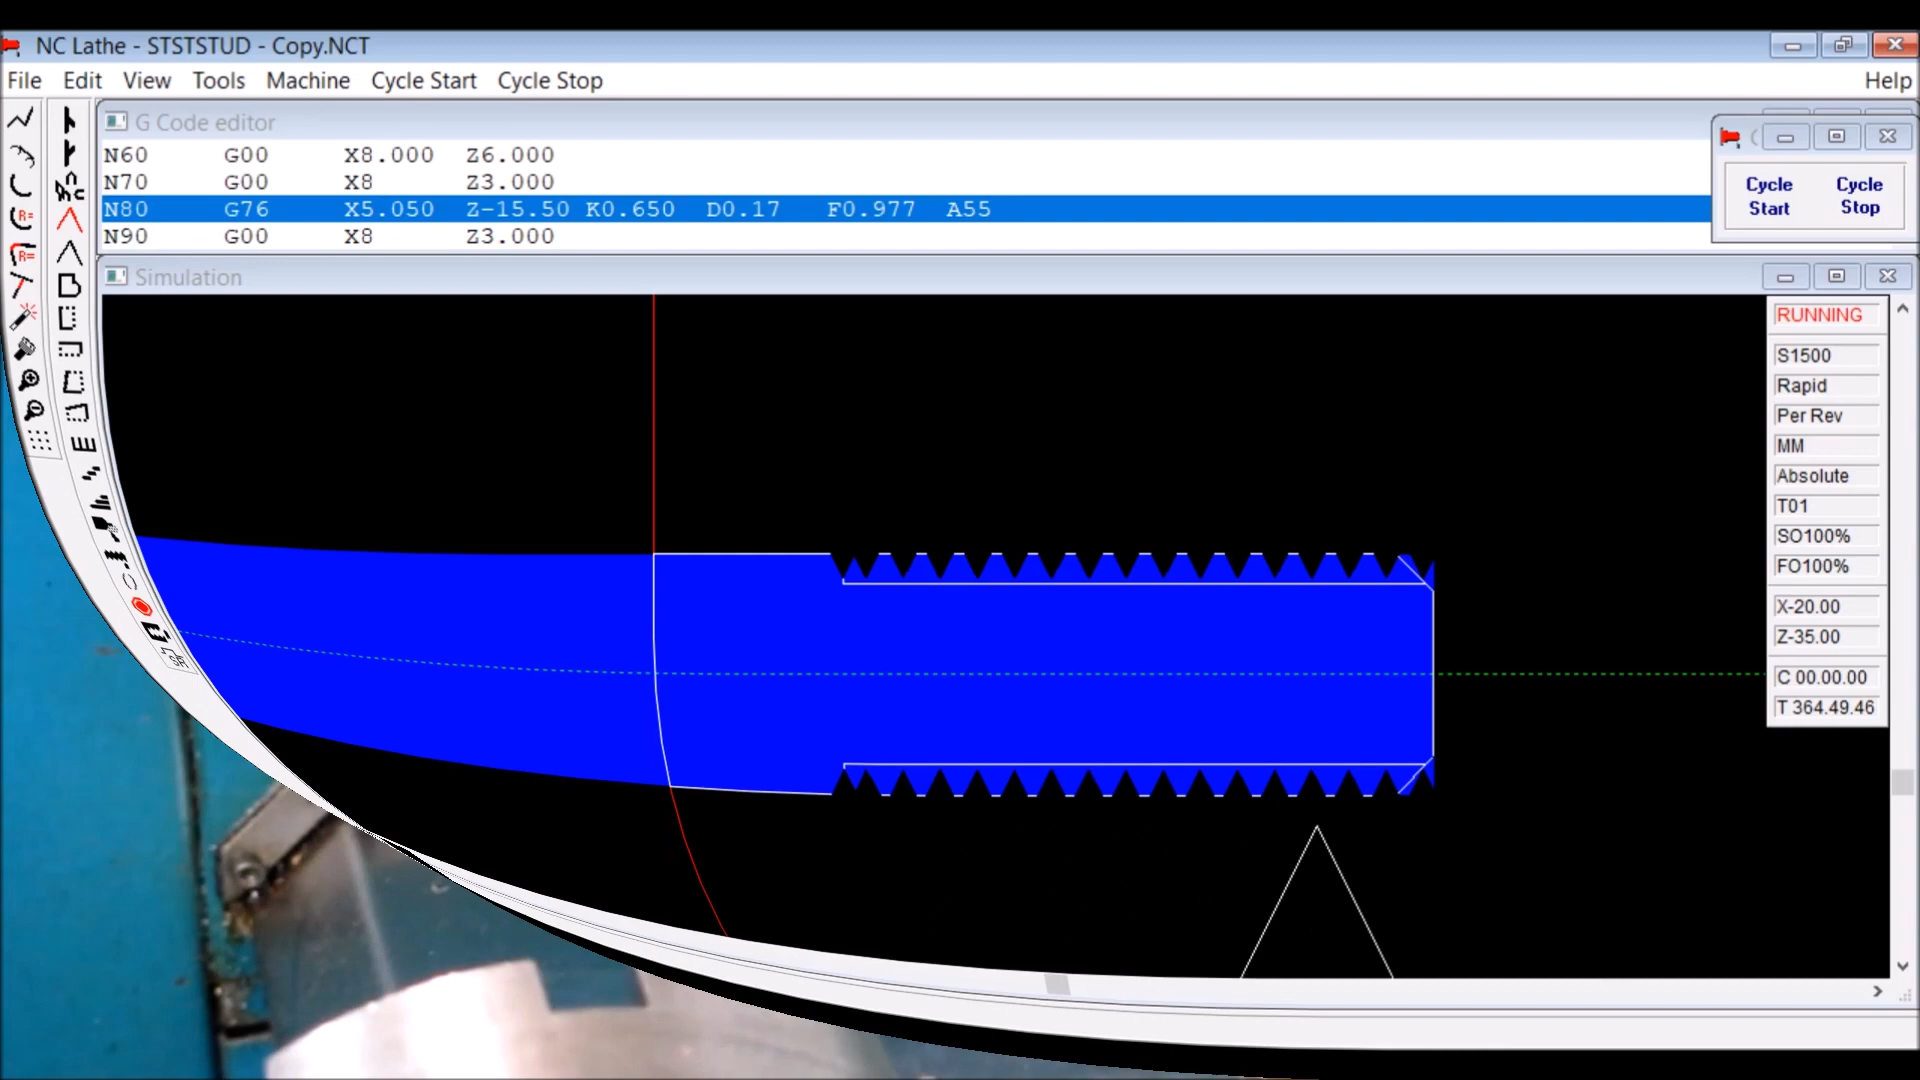 NC Lathe - STSTSTUD - Copy.NCT
File Edit View Tools Machine Cycle Start Cycle Stop Help
G Code editor
N60 G00 X8.000 Z6.000
N70 G00 X8 Z3.000
N80 G76 X5.050 Z-15.50 K0.650 D0.17 F0.977 A55
N90 G00 X8 Z3.000
Cycle Start
Cycle Stop
Simulation
RUNNING
S1500
Rapid
Per Rev
MM
Absolute
T01
SO100%
FO100%
X-20.00
Z-35.00
C 00.00.00
T 364.49.46
R=
R=
SR